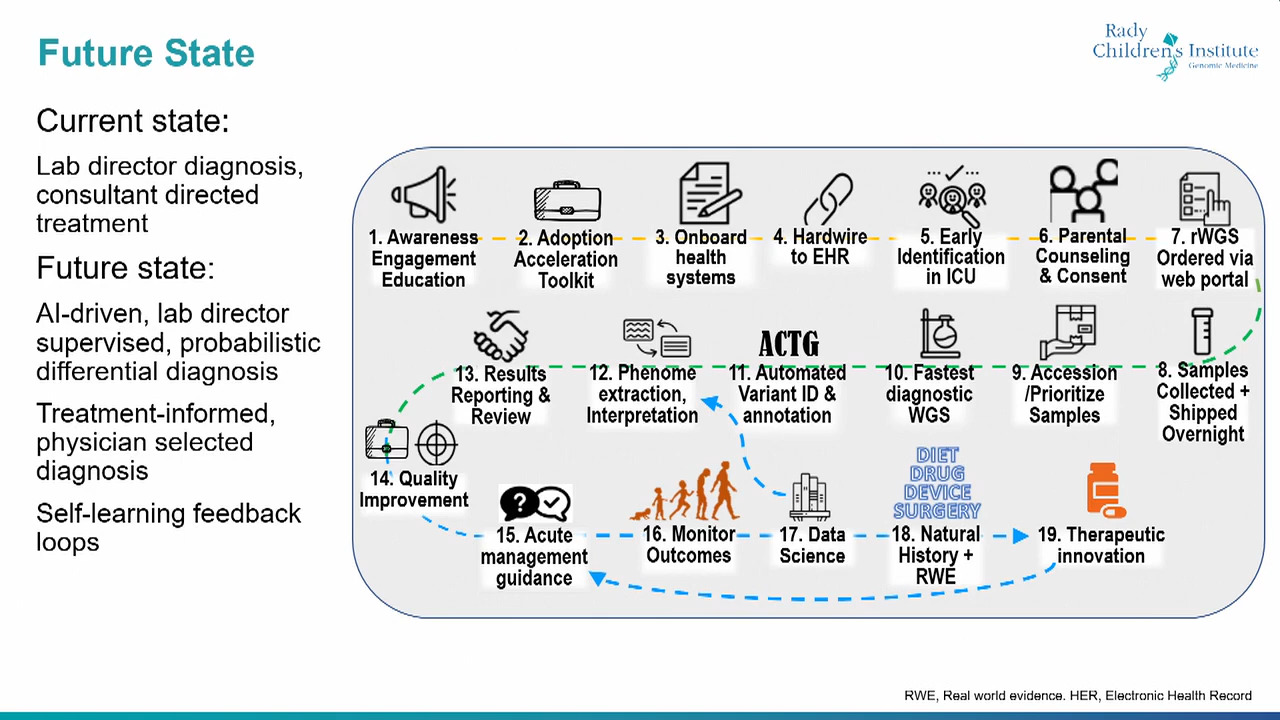 Future State
Rady
Children's Institute
Genomic Medicine
Current state:
Lab director diagnosis,
consultant directed
treatment
Future state:
AI-driven, lab director
supervised, probabilistic
differential diagnosis
Treatment-informed,
physician selected
diagnosis
Self-learning feedback
loops
1. Awareness
Engagement
Education
2. Adoption
Acceleration
Toolkit
3. Onboard
health
systems
4. Hardwire
to EHR
5. Early
Identification
in ICU
6. Parental
Counseling
& Consent
7. rWGS
Ordered via
web portal
8. Samples
Collected +
Shipped
Overnight
9. Accession
/Prioritize
Samples
10. Fastest
diagnostic
WGS
ACTG
11. Automated
Variant ID &
annotation
12. Phenome
extraction,
Interpretation
13. Results
Reporting &
Review
14. Quality
Improvement
15. Acute
management
guidance
16. Monitor
Outcomes
17. Data
Science
DIET
DRUG
DEVICE
SURGERY
18. Natural
History +
RWE
19. Therapeutic
innovation
RWE, Real world evidence. HER, Electronic Health Record